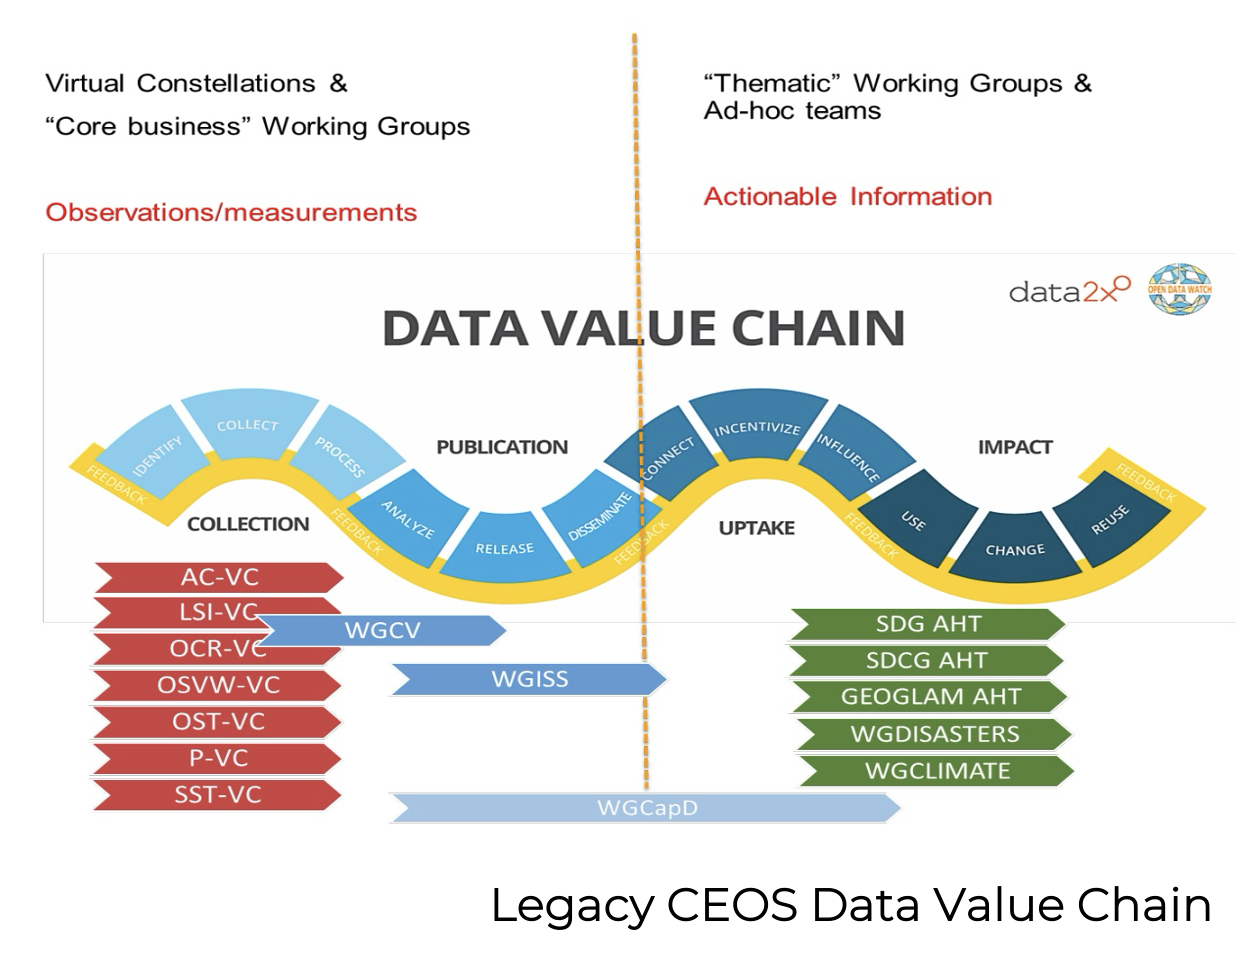 Virtual Constellations &
“Core business” Working Groups
Observations/measurements
“Thematic” Working Groups &
Ad-hoc teams
Actionable Information
data2x
OPEN DATA WATCH
DATA VALUE CHAIN
FEEDBACK
IDENTIFY
COLLECT
PROCESS
COLLECTION
FEEDBACK
PUBLICATION
ANALYZE
RELEASE
DISSEMINATE
FEEDBACK
CONNECT
INCENTIVIZE
INFLUENCE
UPTAKE
FEEDBACK
IMPACT
USE
CHANGE
REUSE
FEEDBACK
AC-VC
LSI-VC
OCR-VC
OSVW-VC
OST-VC
P-VC
SST-VC
WGCV
WGISS
WGCapD
SDG AHT
SDCG AHT
GEOGLAM AHT
WGDISASTERS
WGCLIMATE
Legacy CEOS Data Value Chain